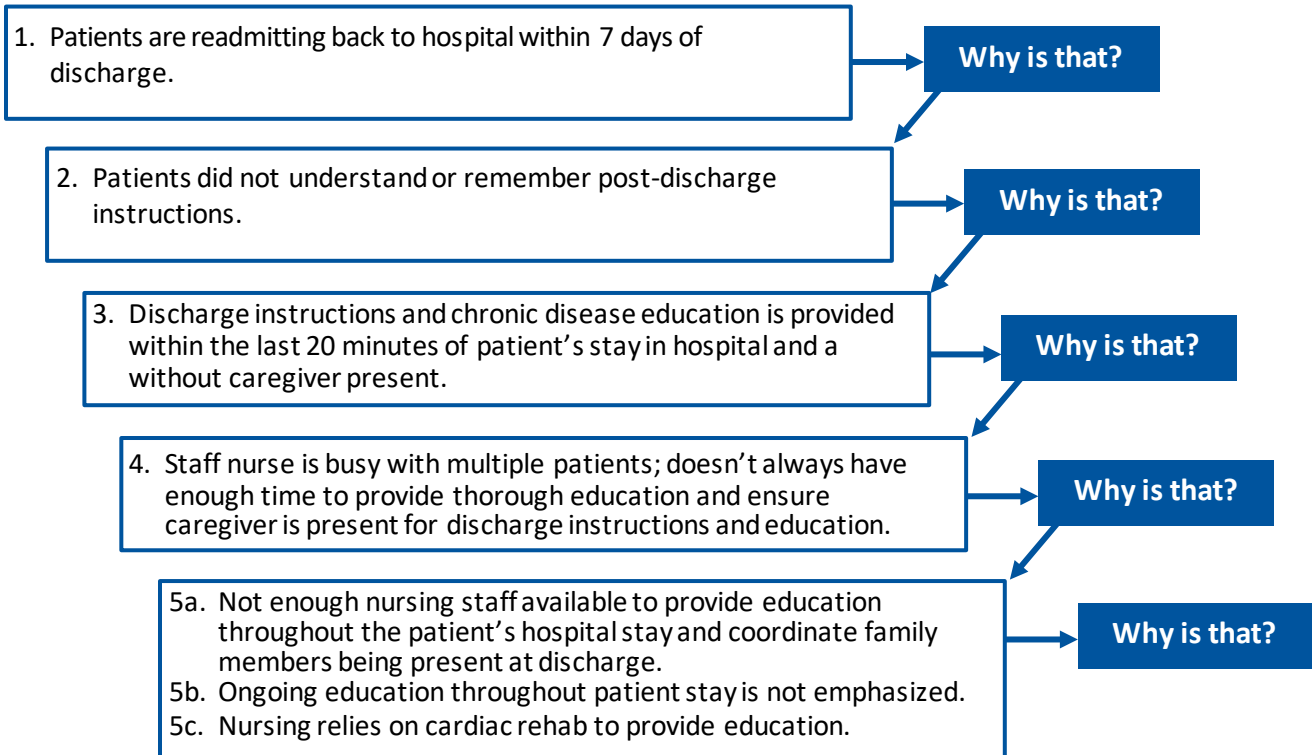 1. Patients are readmitting back to hospital within 7 days of
discharge.
Why is that?
2. Patients did not understand or remember post-discharge
instructions.
Why is that?
3. Discharge instructions and chronic disease education is provided
within the last 20 minutes of patient’s stay in hospital and a
without caregiver present.
Why is that?
4. Staff nurse is busy with multiple patients; doesn’t always have
enough time to provide thorough education and ensure
caregiver is present for discharge instructions and education.
Why is that?
5a. Not enough nursing staff available to provide education
throughout the patient’s hospital stay and coordinate family
members being present at discharge.
5b. Ongoing education throughout patient stay is not emphasized.
5c. Nursing relies on cardiac rehab to provide education.
Why is that?